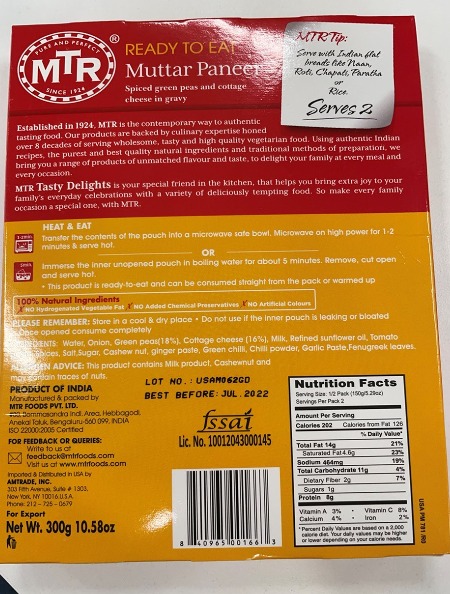 PURE AND PERFECT
MTR
SINCE 1924
®
READY TO EAT
Muttar Paneer
Spiced green peas and cottage
cheese in gravy
MTR Tip:
Serve with Indian flat
breads like Naan,
Roti, Chapati, Paratha
or
Rice.
Serves 2
Established in 1924, MTR is the contemporary way to authentic
tasting food. Our products are backed by culinary expertise honed
over 8 decades of serving wholesome, tasty and high quality vegetarian food. Using authentic Indian
recipes, the purest and best quality natural ingredients and traditional methods of preparation, we
bring you a range of products of unmatched flavour and taste, to delight your family at every meal and
every occasion.
MTR Tasty Delights is your special friend in the kitchen, that helps you bring extra joy to your
family's everyday celebrations with a variety of deliciously tempting food. So make every family
occasion a special one, with MTR.
HEAT & EAT
Transfer the contents of the pouch into a microwave safe bowl. Microwave on high power for 1-2
minutes & serve hot.
OR
Immerse the inner unopened pouch in boiling water for about 5 minutes. Remove, cut open
and serve hot.
• This product is ready-to-eat and can be consumed straight from the pack or warmed up
100% Natural Ingredients
NO Hydrogenated Vegetable Fat NO Added Chemical Preservatives NO Artificial Colours
PLEASE REMEMBER: Store in a cool & dry place • Do not use if the inner pouch is leaking or bloated
Once opened consume completely
Water, Onion, Green peas(18%), Cottage cheese (16%), Milk, Refined sunflower oil, Tomato
Spices, Salt,Sugar, Cashew nut, ginger paste, Green chilli, Chilli powder, Garlic Paste,Fenugreek leaves.
ADVICE: This product contains Milk product, Cashewnut and
may contain traces of nuts.
PRODUCT OF INDIA
Manufactured & packed by
MTR FOODS PVT. LTD.
Bommasandra Indl. Area, Hebbagodi,
Anekal Taluk, Bengaluru-560 099, INDIA
ISO 22000:2005 Certified
FOR FEEDBACK OR QUERIES:
Write to us at
feedback@mtrfoods.com
Visit us at www.mtrfoods.com
Imported & Distributed in USA by
AMTRADE, INC.
303 Fifth Avenue, Suite # 1303,
New York, NY 10016 U.S.A.
Phone: 212 - 725 - 0679
For Export
Net Wt. 300g 10.58oz
LOT NO.: USAM062GD
BEST BEFORE: JUL.2022
fssai
Lic. No. 10012043000145
8 40965 00166 3
Nutrition Facts
Serving Size: 1/2 Pack (150g/5.29oz)
Servings Per Pack 2
Amount Per Serving
Calories 202 Calories from Fat 126
% Daily Value*
Total Fat 14g 21%
Saturated Fat 4.6g 23%
Sodium 464mg 19%
Total Carbohydrate 11g 4%
Dietary Fiber 2g 7%
Sugars 1g
Protein 8g
Vitamin A 3% • Vitamin C 8%
Calcium 4% • Iron 2%
*Percent Daily Values are based on a 2,000
calorie diet. Your daily values may be higher
or lower depending on your calorie needs.